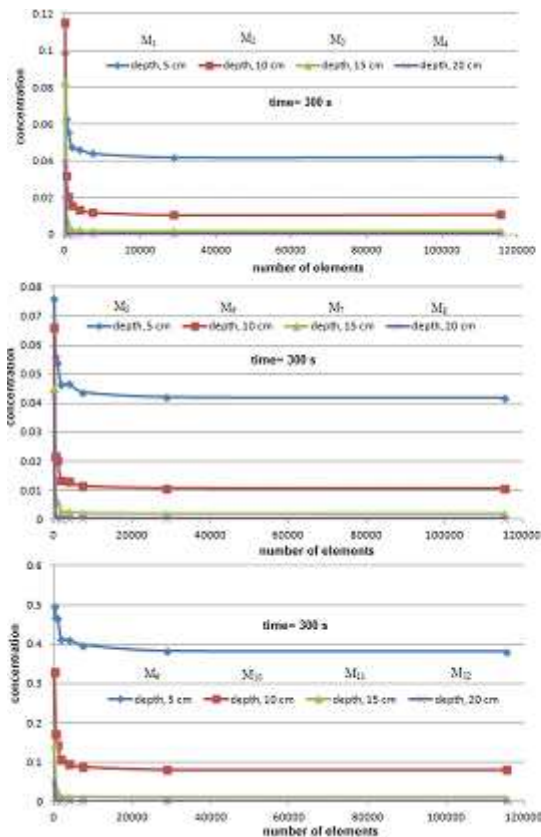 0.12
0.1
0.08
0.06
0.04
0.02
0
concentration
M1 M2 M3 M4
depth, 5 cm depth, 10 cm depth, 15 cm depth, 20 cm
time= 300 s
0 20000 40000 60000 80000 100000 120000
number of elements
0.08
0.07
0.06
0.05
0.04
0.03
0.02
0.01
0
concentration
M5 M6 M7 M8
depth, 5 cm depth, 10 cm depth, 15 cm depth, 20 cm
time= 300 s
0 20000 40000 60000 80000 100000 120000
number of elements
0.6
0.5
0.4
0.3
0.2
0.1
0
concentration
time= 300 s
M9 M10 M11 M12
depth, 5 cm depth, 10 cm depth, 15 cm depth, 20 cm
0 20000 40000 60000 80000 100000 120000
number of elements